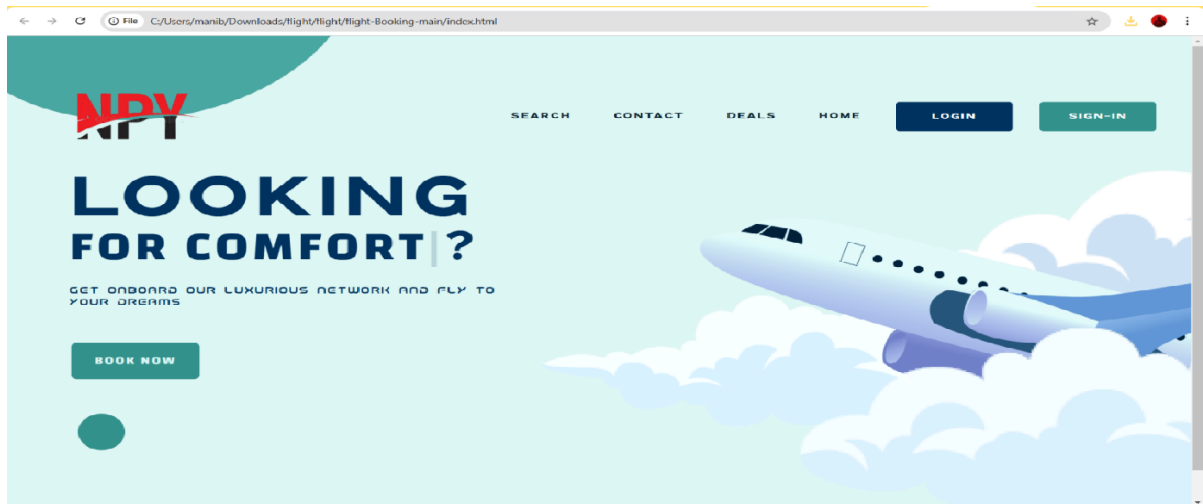 File C:/Users/manib/Downloads/flight/flight/flight-Booking-main/index.html
NPY
SEARCH CONTACT DEALS HOME LOGIN SIGN-IN
LOOKING
FOR COMFORT|?
GET ONBOARD OUR LUXURIOUS NETWORK AND FLY TO
YOUR DREAMS
BOOK NOW